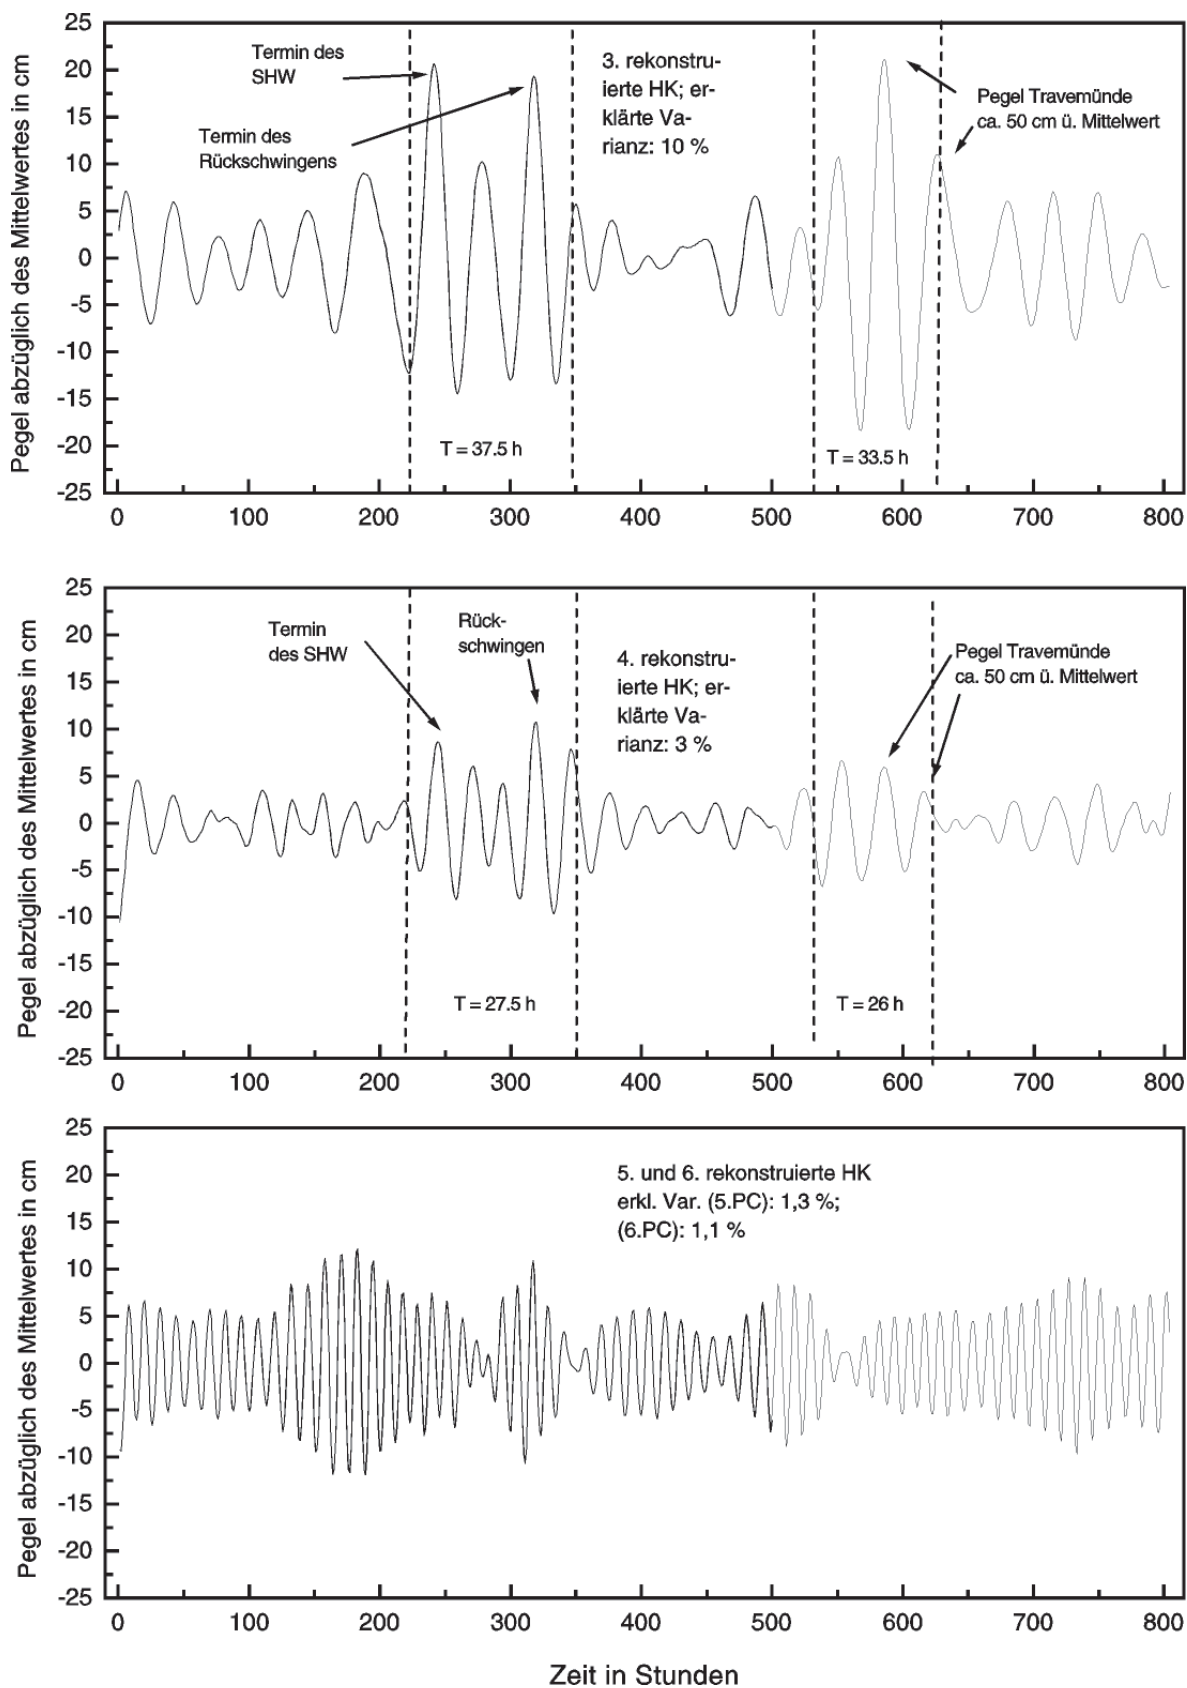 Pegel abzüglich des Mittelwertes in cm
25
20
15
10
5
0
-5
-10
-15
-20
-25
Termin des
SHW
Termin des
Rückschwingens
3. rekonstru-
ierte HK; er-
klärte Va-
rianz: 10 %
Pegel Travemünde
ca. 50 cm ü. Mittelwert
T = 37.5 h
T = 33.5 h
0 100 200 300 400 500 600 700 800
Pegel abzüglich des Mittelwertes in cm
25
20
15
10
5
0
-5
-10
-15
-20
-25
Termin
des SHW
Rück-
schwingen
4. rekonstru-
ierte HK; er-
klärte Va-
rianz: 3 %
Pegel Travemünde
ca. 50 cm ü. Mittelwert
T = 27.5 h
T = 26 h
0 100 200 300 400 500 600 700 800
Pegel abzüglich des Mittelwertes in cm
25
20
15
10
5
0
-5
-10
-15
-20
-25
5. und 6. rekonstruierte HK
erkl. Var. (5.PC): 1,3 %;
(6.PC): 1,1 %
0 100 200 300 400 500 600 700 800
Zeit in Stunden